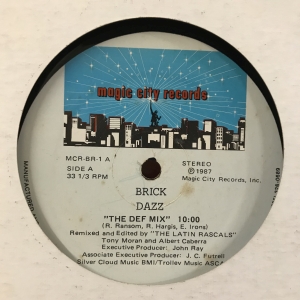 magic city records
MCR-BR-1 A
SIDE A
33 1/3 RPM
STEREO
℗1987
Magic City Records, Inc.
BRICK
DAZZ
"THE DEF MIX" 10:00
(R. Ransom, R. Hargis, E. Irons)
Remixed and Edited by "THE LATIN RASCALS"
Tony Moran and Albert Caberra
Executive Producer: John Ray
Associate Executive Producer: J. C. Futrell
Silver Cloud Music BMI/Trolley Music ASCAP